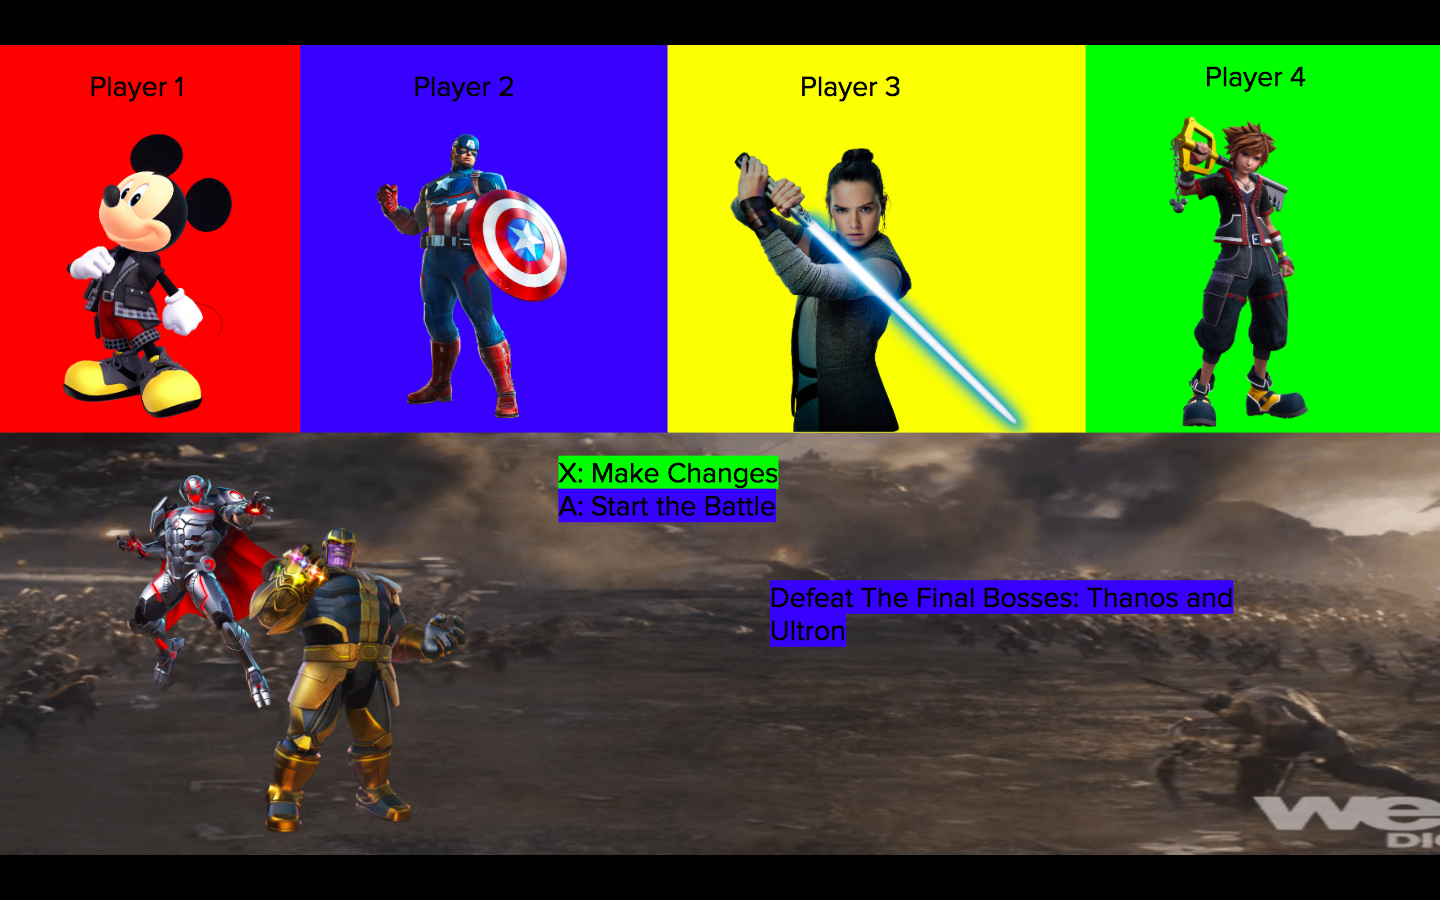 Player 1
Player 2
Player 3
Player 4
X: Make Changes
A: Start the Battle
Defeat The Final Bosses: Thanos and
Ultron
we